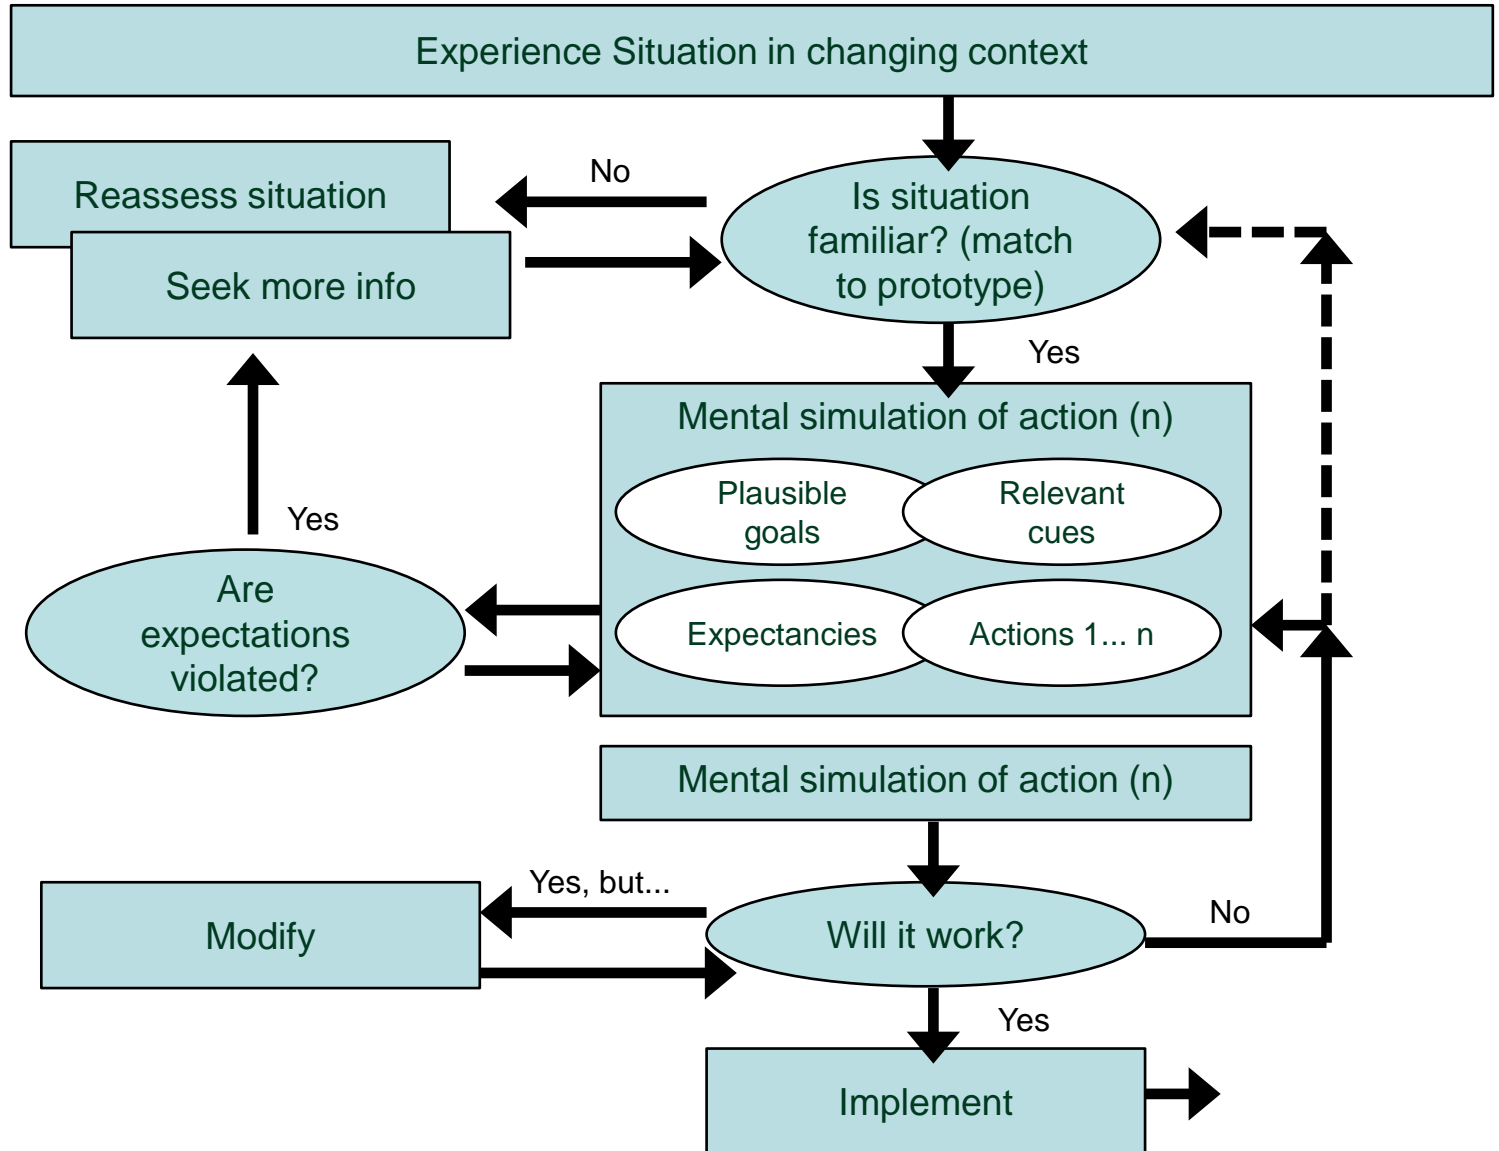 Experience Situation in changing context
No
Reassess situation
Seek more info
Is situation
familiar? (match
to prototype)
Yes
Mental simulation of action (n)
Plausible
goals
Relevant
cues
Yes
Are
expectations
violated?
Expectancies
Actions 1... n
Mental simulation of action (n)
Yes, but...
Modify
Will it work?
No
Yes
Implement